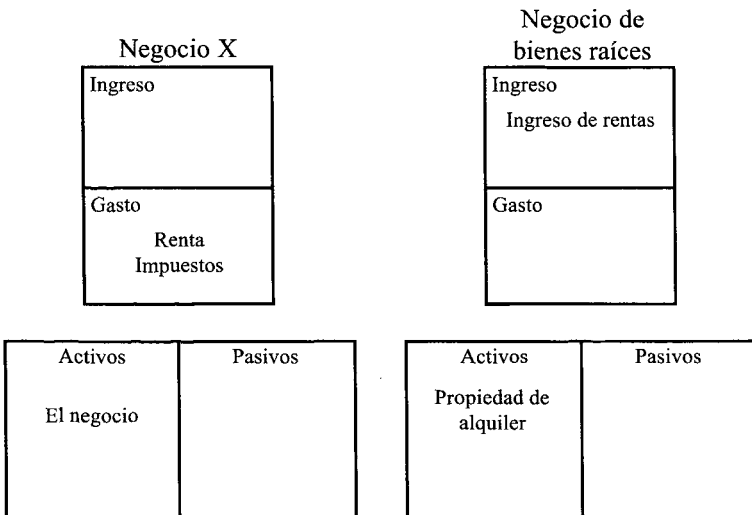 Negocio X
Ingreso
Gasto
Renta
Impuestos
Activos
Pasivos
El negocio
Negocio de
bienes raíces
Ingreso
Ingreso de rentas
Gasto
Activos
Pasivos
Propiedad de
alquiler